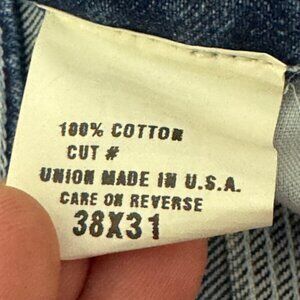 100% COTTON
CUT #
UNION MADE IN U.S.A.
CARE ON REVERSE
38X31